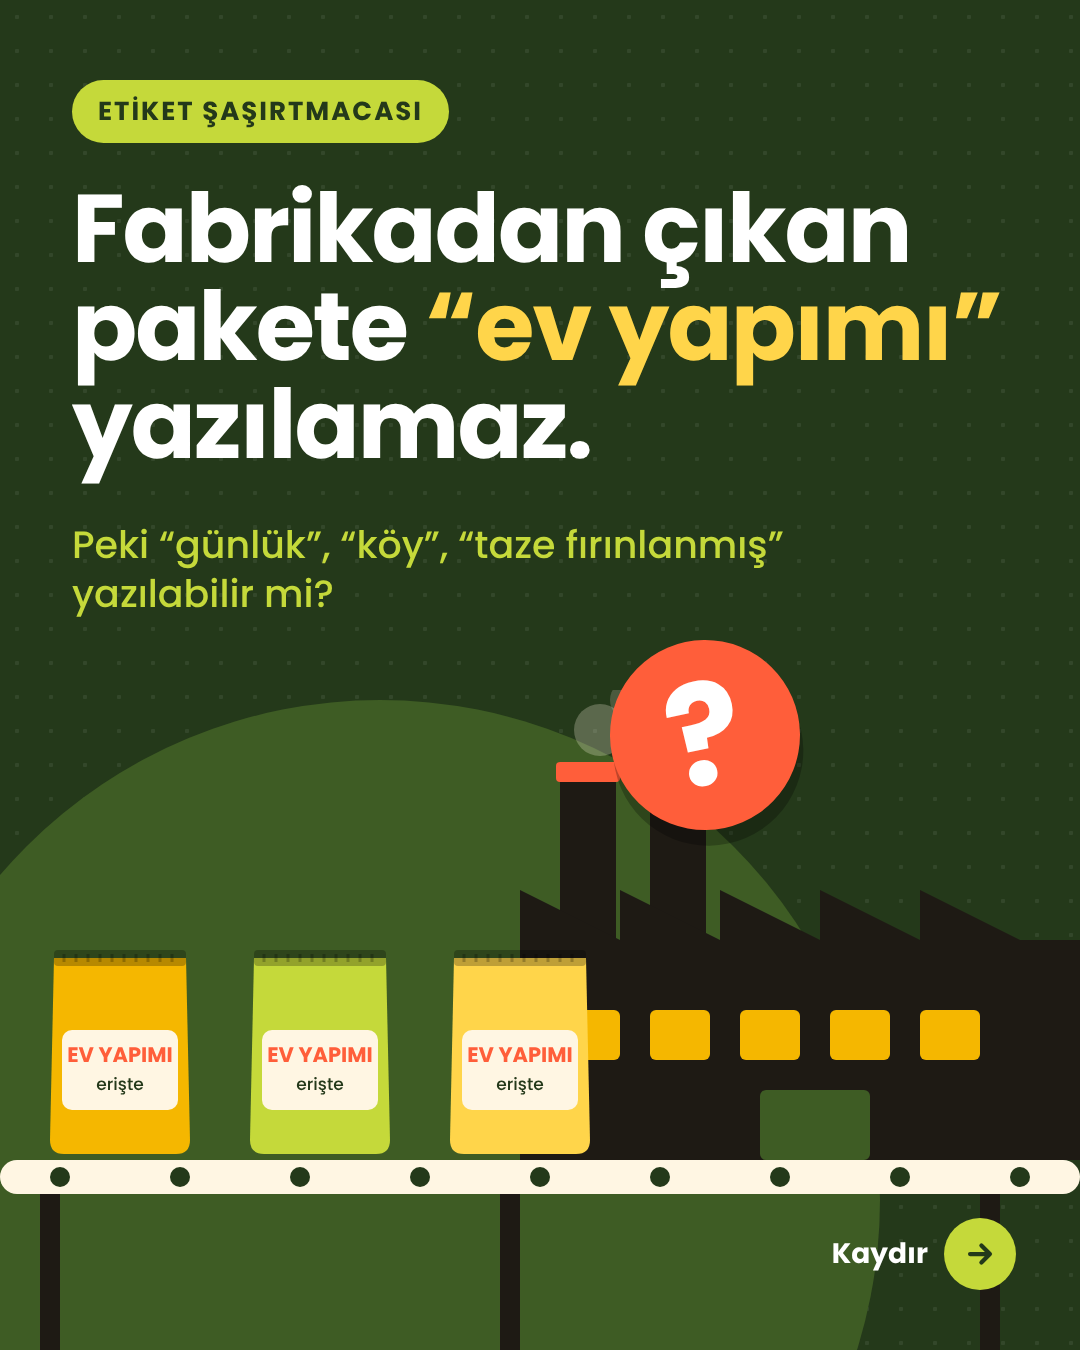 ETİKET ŞAŞIRTMACASI
Fabrikadan çıkan
pakete “ev yapımı”
yazılamaz.
Peki “günlük”, “köy”, “taze fırınlanmış”
yazılabilir mi?
?
EV YAPIMI
erişte
EV YAPIMI
erişte
EV YAPIMI
erişte
Kaydır